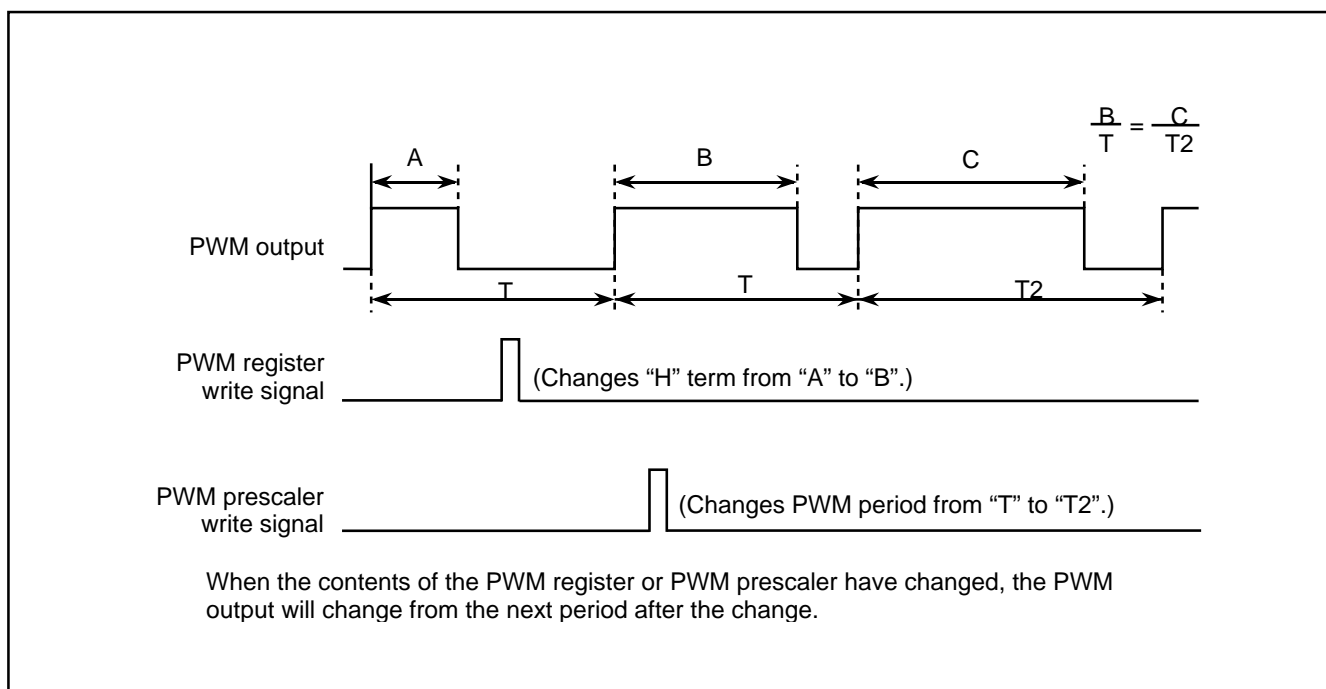 B/T = C/T2
A
B
C
PWM output
T
T
T2
PWM register
write signal
(Changes “H” term from “A” to “B”.)
PWM prescaler
write signal
(Changes PWM period from “T” to “T2”.)
When the contents of the PWM register or PWM prescaler have changed, the PWM
output will change from the next period after the change.